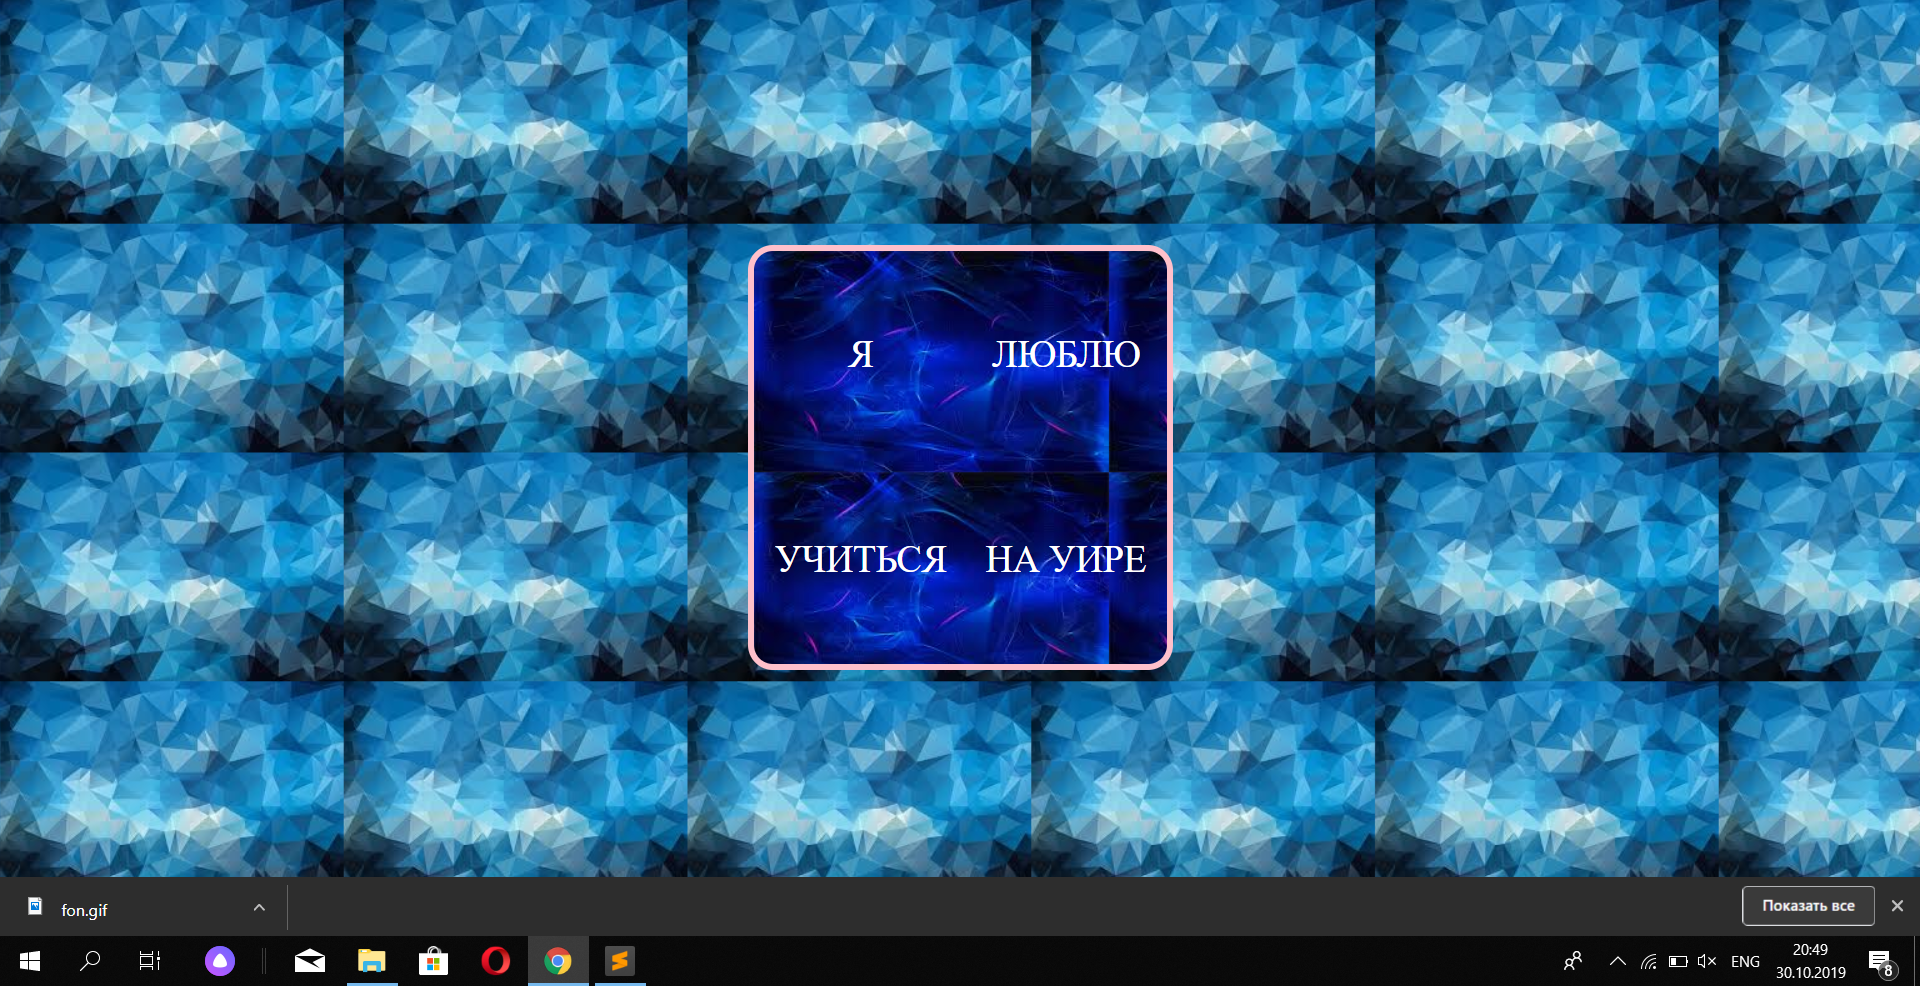 Я ЛЮБЛЮ
УЧИТЬСЯ НА УИРЕ
fon.gif
Показать все
ENG
20:49
30.10.2019
8